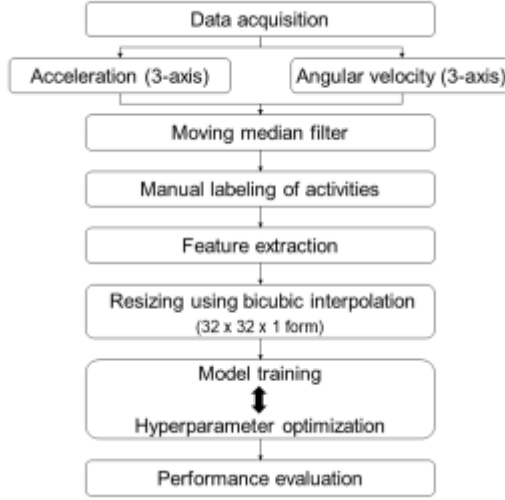 Data acquisition
Acceleration (3-axis)
Angular velocity (3-axis)
Moving median filter
Manual labeling of activities
Feature extraction
Resizing using bicubic interpolation
(32 x 32 x 1 form)
Model training
Hyperparameter optimization
Performance evaluation